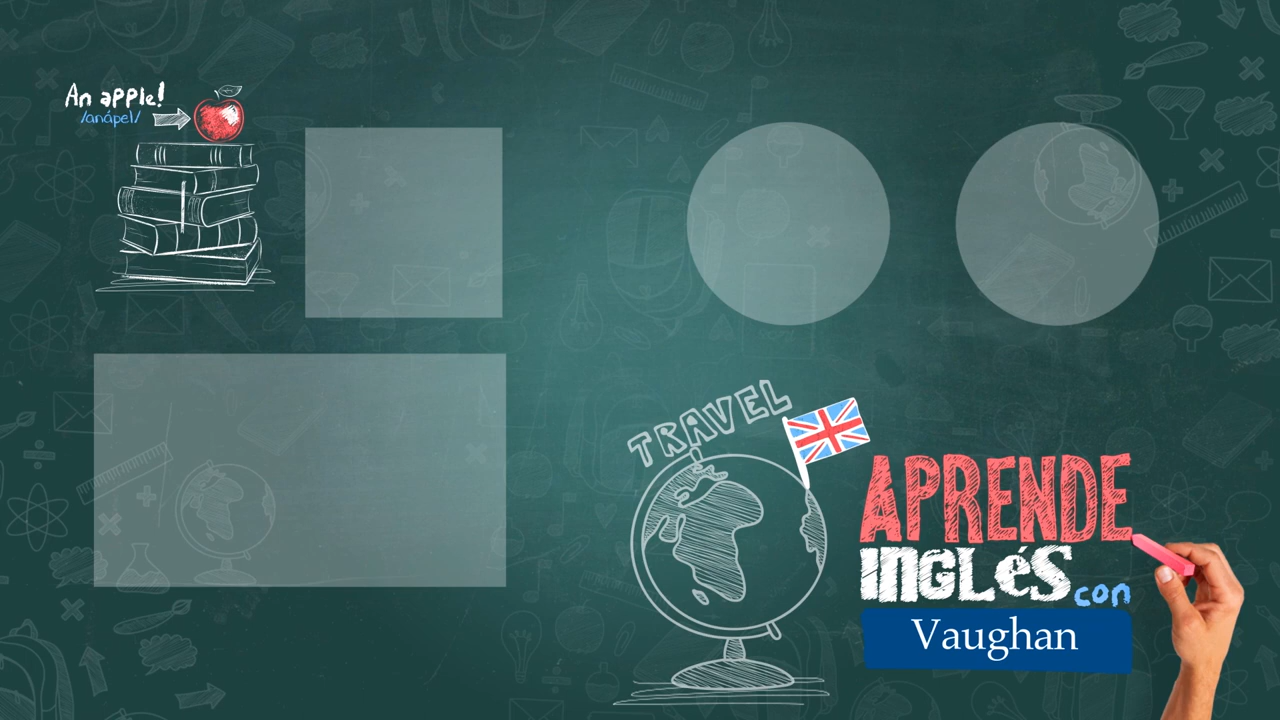 An apple!
/anápel/
TRAVEL
APRENDE
INGLéS con
Vaughan